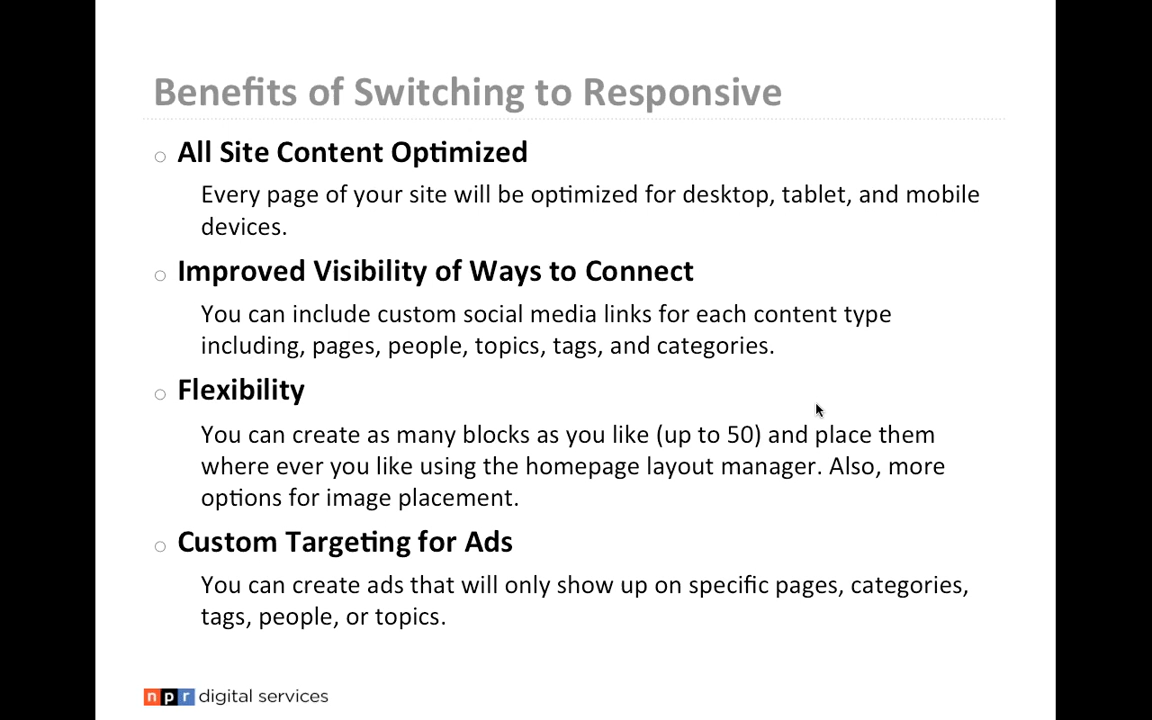 Benefits of Switching to Responsive
All Site Content Optimized
Every page of your site will be optimized for desktop, tablet, and mobile
devices.
Improved Visibility of Ways to Connect
You can include custom social media links for each content type
including, pages, people, topics, tags, and categories.
Flexibility
You can create as many blocks as you like (up to 50) and place them
where ever you like using the homepage layout manager. Also, more
options for image placement.
Custom Targeting for Ads
You can create ads that will only show up on specific pages, categories,
tags, people, or topics.
npr digital services